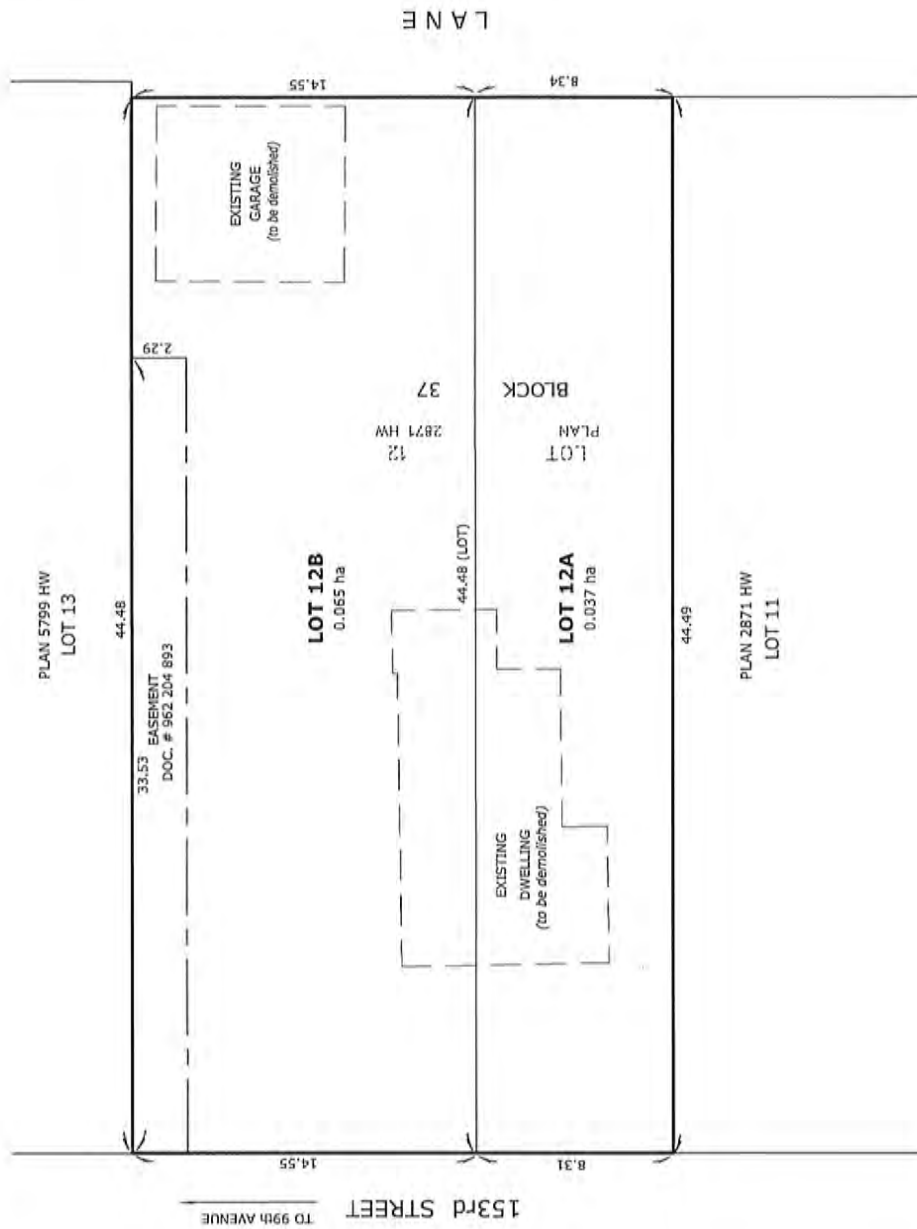 LANE
14.55
8.34
EXISTING
GARAGE
(to be demolished)
2.29
37
BLOCK
12
2871 HW
LOT
PLAN
PLAN 5799 HW
LOT 13
44.48
33.53
EASEMENT
DOC. # 962 204 893
LOT 12B
0.065 ha
44.48 (LOT)
LOT 12A
0.037 ha
44.49
PLAN 2871 HW
LOT 11
EXISTING
DWELLING
(to be demolished)
14.55
8.31
153rd STREET
TO 99th AVENUE